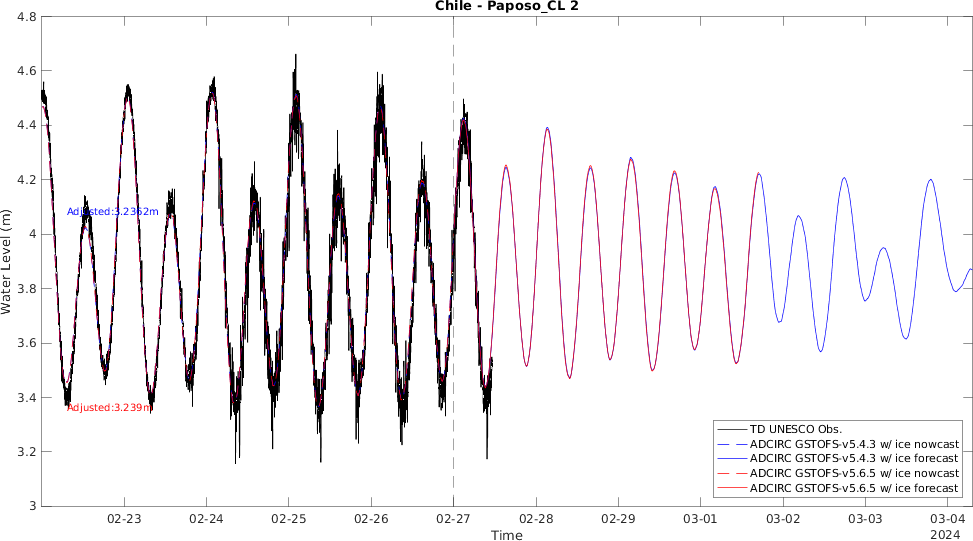 Chile - Paposo_CL 2
4.8
4.6
4.4
4.2
4
3.8
3.6
3.4
3.2
3
Water Level (m)
Adjusted:3.2362m
Adjusted:3.239m
TD UNESCO Obs.
ADCIRC GSTOFS-v5.4.3 w/ ice nowcast
ADCIRC GSTOFS-v5.4.3 w/ ice forecast
ADCIRC GSTOFS-v5.6.5 w/ ice nowcast
ADCIRC GSTOFS-v5.6.5 w/ ice forecast
02-23 02-24 02-25 02-26 02-27 02-28 02-29 03-01 03-02 03-03 03-04
2024
Time